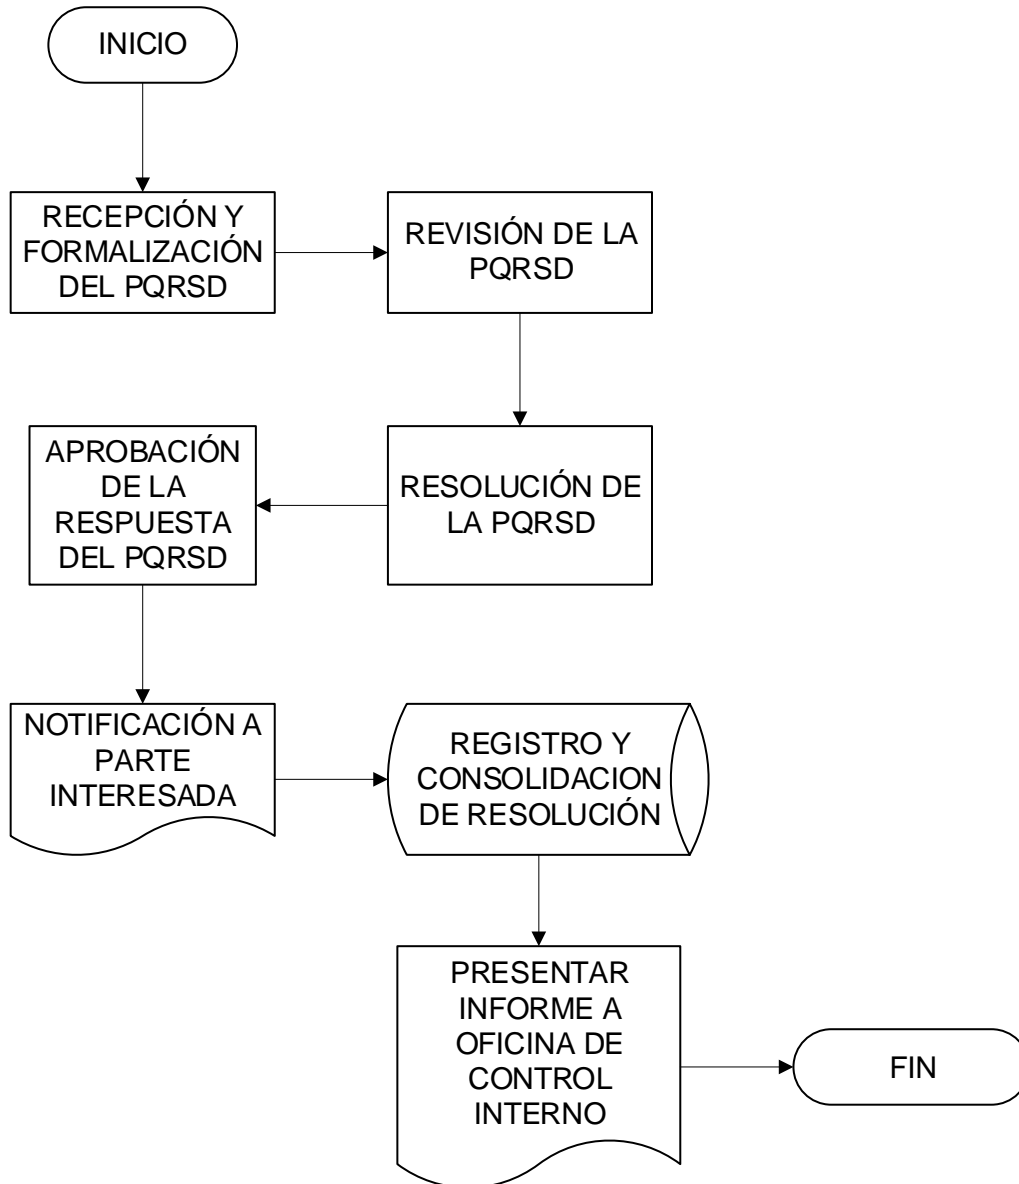 INICIO
RECEPCIÓN Y
FORMALIZACIÓN
DEL PQRSD
REVISIÓN DE LA
PQRSD
RESOLUCIÓN DE
LA PQRSD
APROBACIÓN
DE LA
RESPUESTA
DEL PQRSD
NOTIFICACIÓN A
PARTE
INTERESADA
REGISTRO Y
CONSOLIDACION
DE RESOLUCIÓN
PRESENTAR
INFORME A
OFICINA DE
CONTROL
INTERNO
FIN